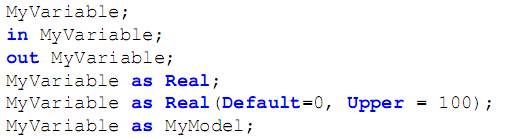 MyVariable;
in MyVariable;
out MyVariable;
MyVariable as Real;
MyVariable as Real(Default=0, Upper = 100);
MyVariable as MyModel;